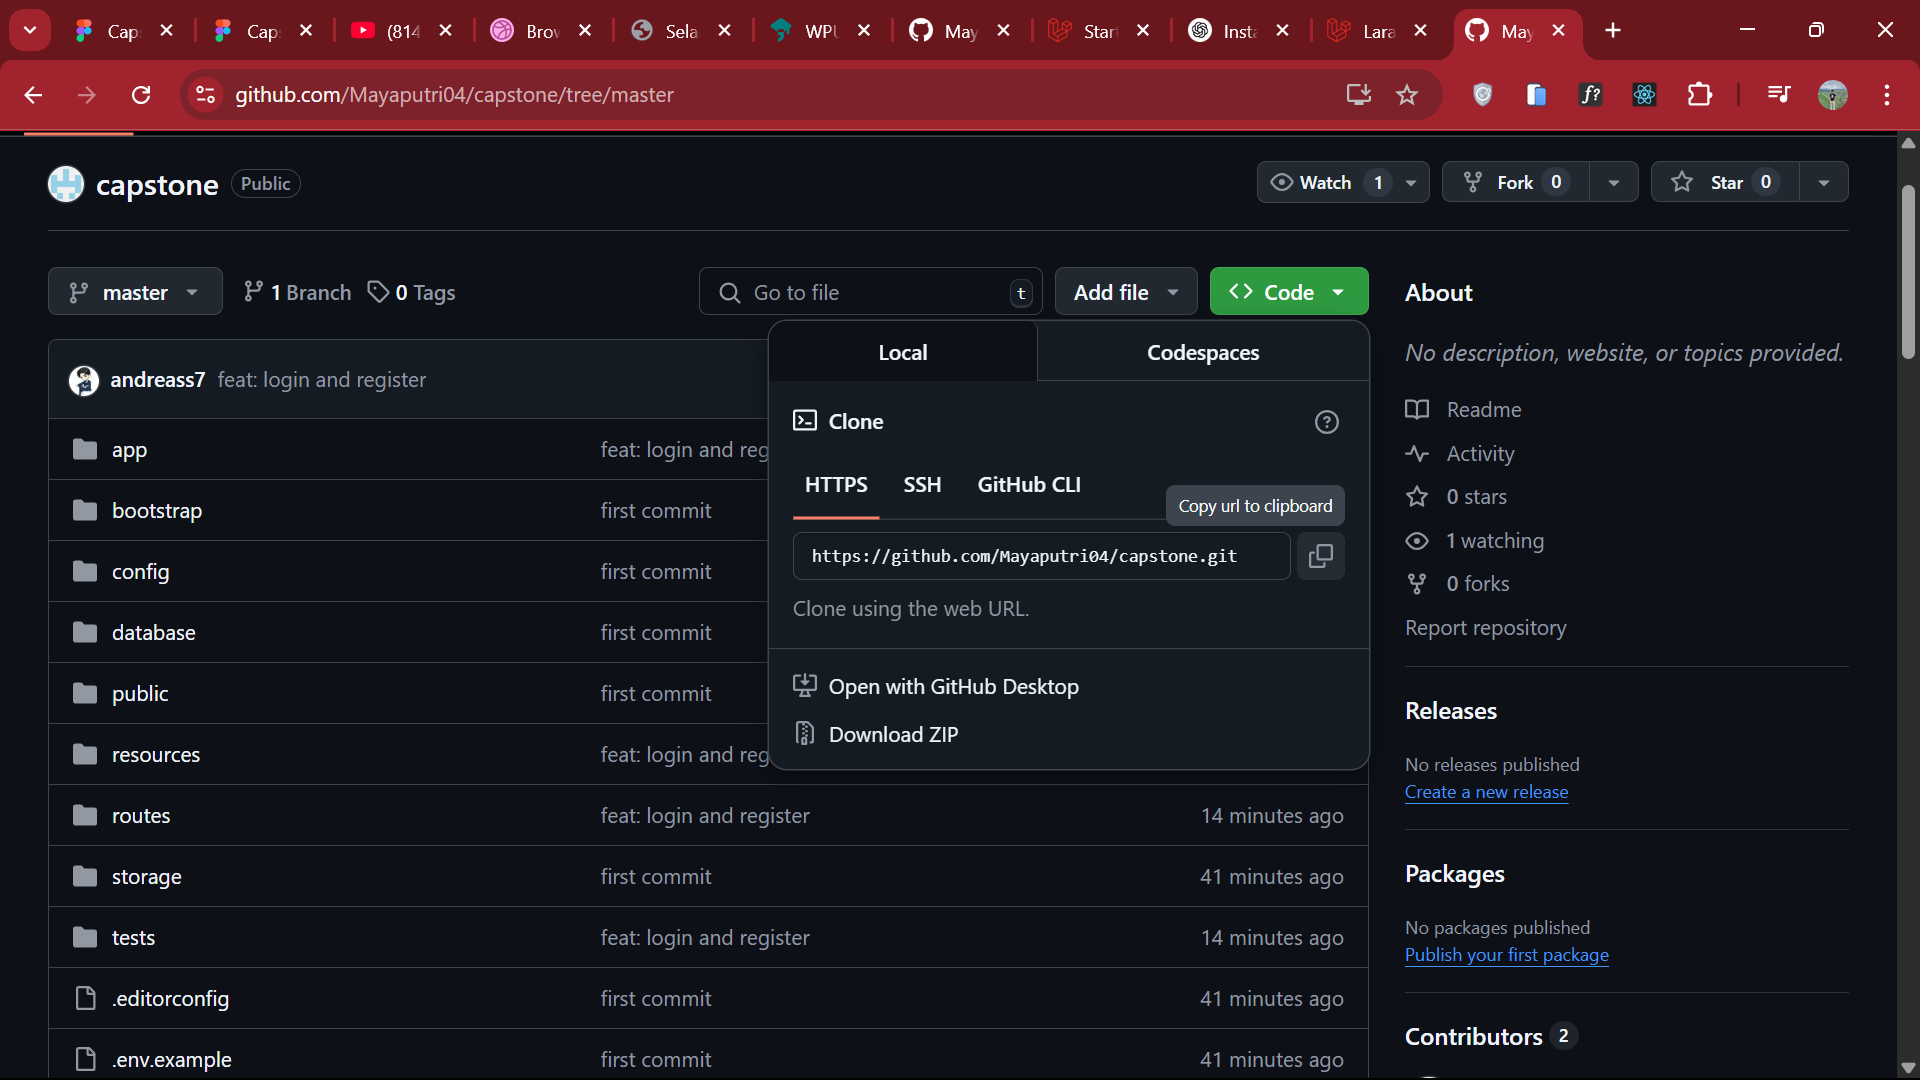 Cap
Cap
(814
Brow
Sela
WPU
May
Start
Insta
Lara
May
github.com/Mayaputri04/capstone/tree/master
capstone
Public
Watch
1
Fork
0
Star
0
master
1 Branch
0 Tags
Go to file
t
Add file
Code
About
No description, website, or topics provided.
Local
Codespaces
andreass7
feat: login and register
Clone
HTTPS
SSH
GitHub CLI
Copy url to clipboard
https://github.com/Mayaputri04/capstone.git
Clone using the web URL.
Open with GitHub Desktop
Download ZIP
app
feat: login and reg
bootstrap
first commit
config
first commit
database
first commit
public
first commit
resources
feat: login and reg
routes
feat: login and register
14 minutes ago
storage
first commit
41 minutes ago
tests
feat: login and register
14 minutes ago
.editorconfig
first commit
41 minutes ago
.env.example
first commit
41 minutes ago
Readme
Activity
0 stars
1 watching
0 forks
Report repository
Releases
No releases published
Create a new release
Packages
No packages published
Publish your first package
Contributors
2